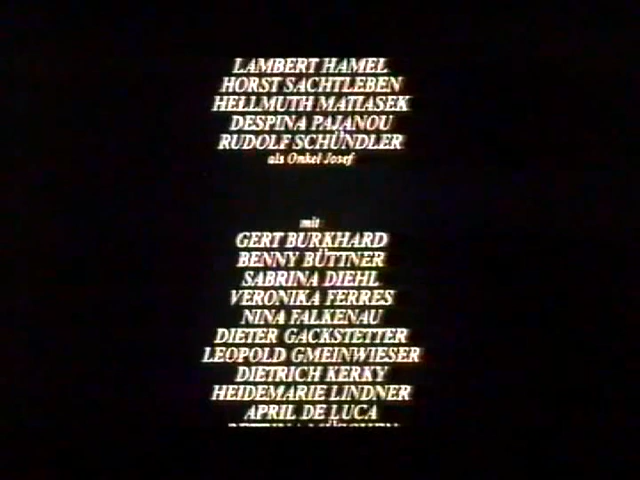 LAMBERT HAMEL
HORST SACHTLEBEN
HELLMUTH MATIASEK
DESPINA PAJANOU
RUDOLF SCHÜNDLER
als Onkel Josef
mit
GERT BURKHARD
BENNY BÜTTNER
SABRINA DIEHL
VERONIKA FERRES
NINA FALKENAU
DIETER GACKSTETTER
LEOPOLD GMEINWIESER
DIETRICH KERKY
HEIDEMARIE LINDNER
APRIL DE LUCA